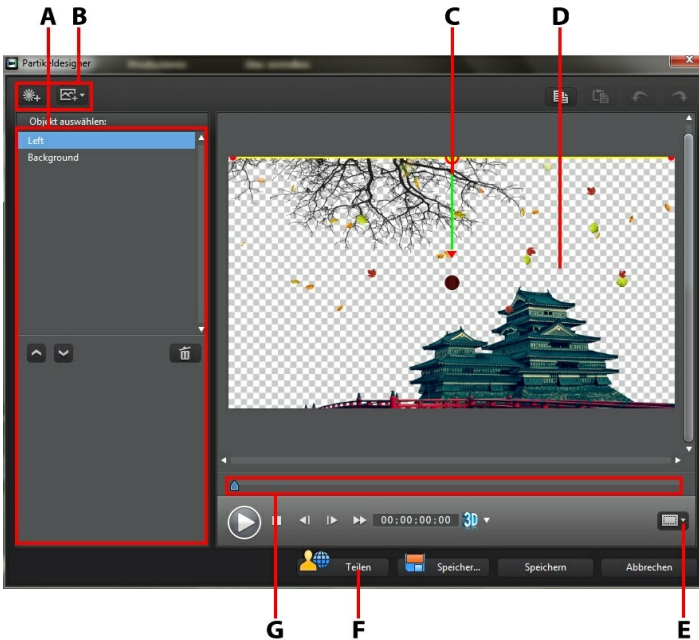 A B C D
Partikeldesigner
Objekt auswählen:
Left
Background
00:00:00:00 3D
Teilen Speicher... Speichern Abbrechen
G F E